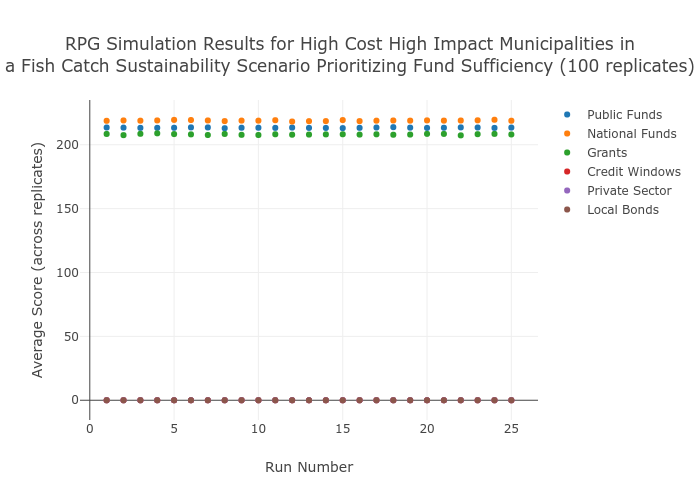 RPG Simulation Results for High Cost High Impact Municipalities in
a Fish Catch Sustainability Scenario Prioritizing Fund Sufficiency (100 replicates)
Average Score (across replicates)
200
150
100
50
0
0 5 10 15 20 25
Run Number
Public Funds
National Funds
Grants
Credit Windows
Private Sector
Local Bonds